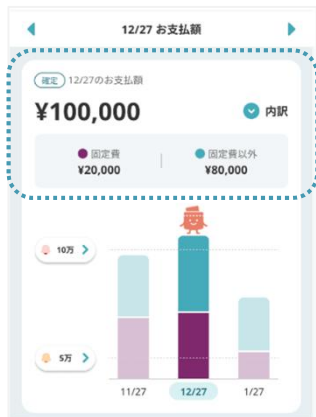 12/27 お支払額
確定 12/27のお支払額
¥100,000
内訳
固定費
¥20,000
固定費以外
¥80,000
10万
5万
11/27
12/27
1/27